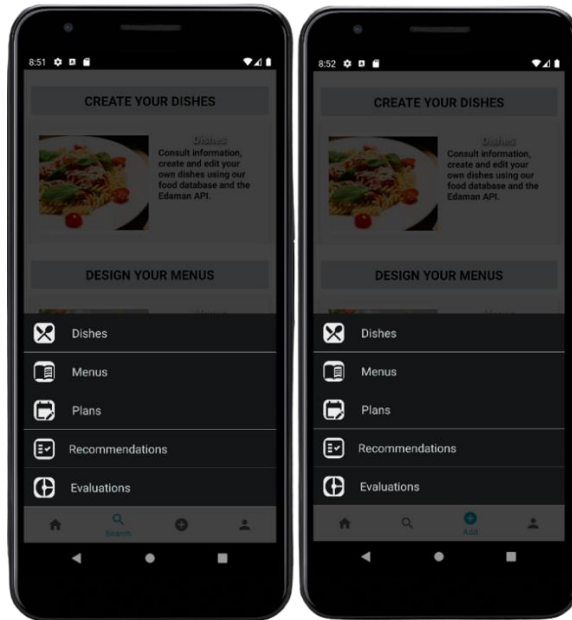 8:51
CREATE YOUR DISHES
Dishes
Consult information,
create and edit your
own dishes using our
food database and the
Edaman API.
DESIGN YOUR MENUS
Dishes
Menus
Plans
Recommendations
Evaluations
Search
8:52
CREATE YOUR DISHES
Dishes
Consult information,
create and edit your
own dishes using our
food database and the
Edaman API.
DESIGN YOUR MENUS
Dishes
Menus
Plans
Recommendations
Evaluations
Add